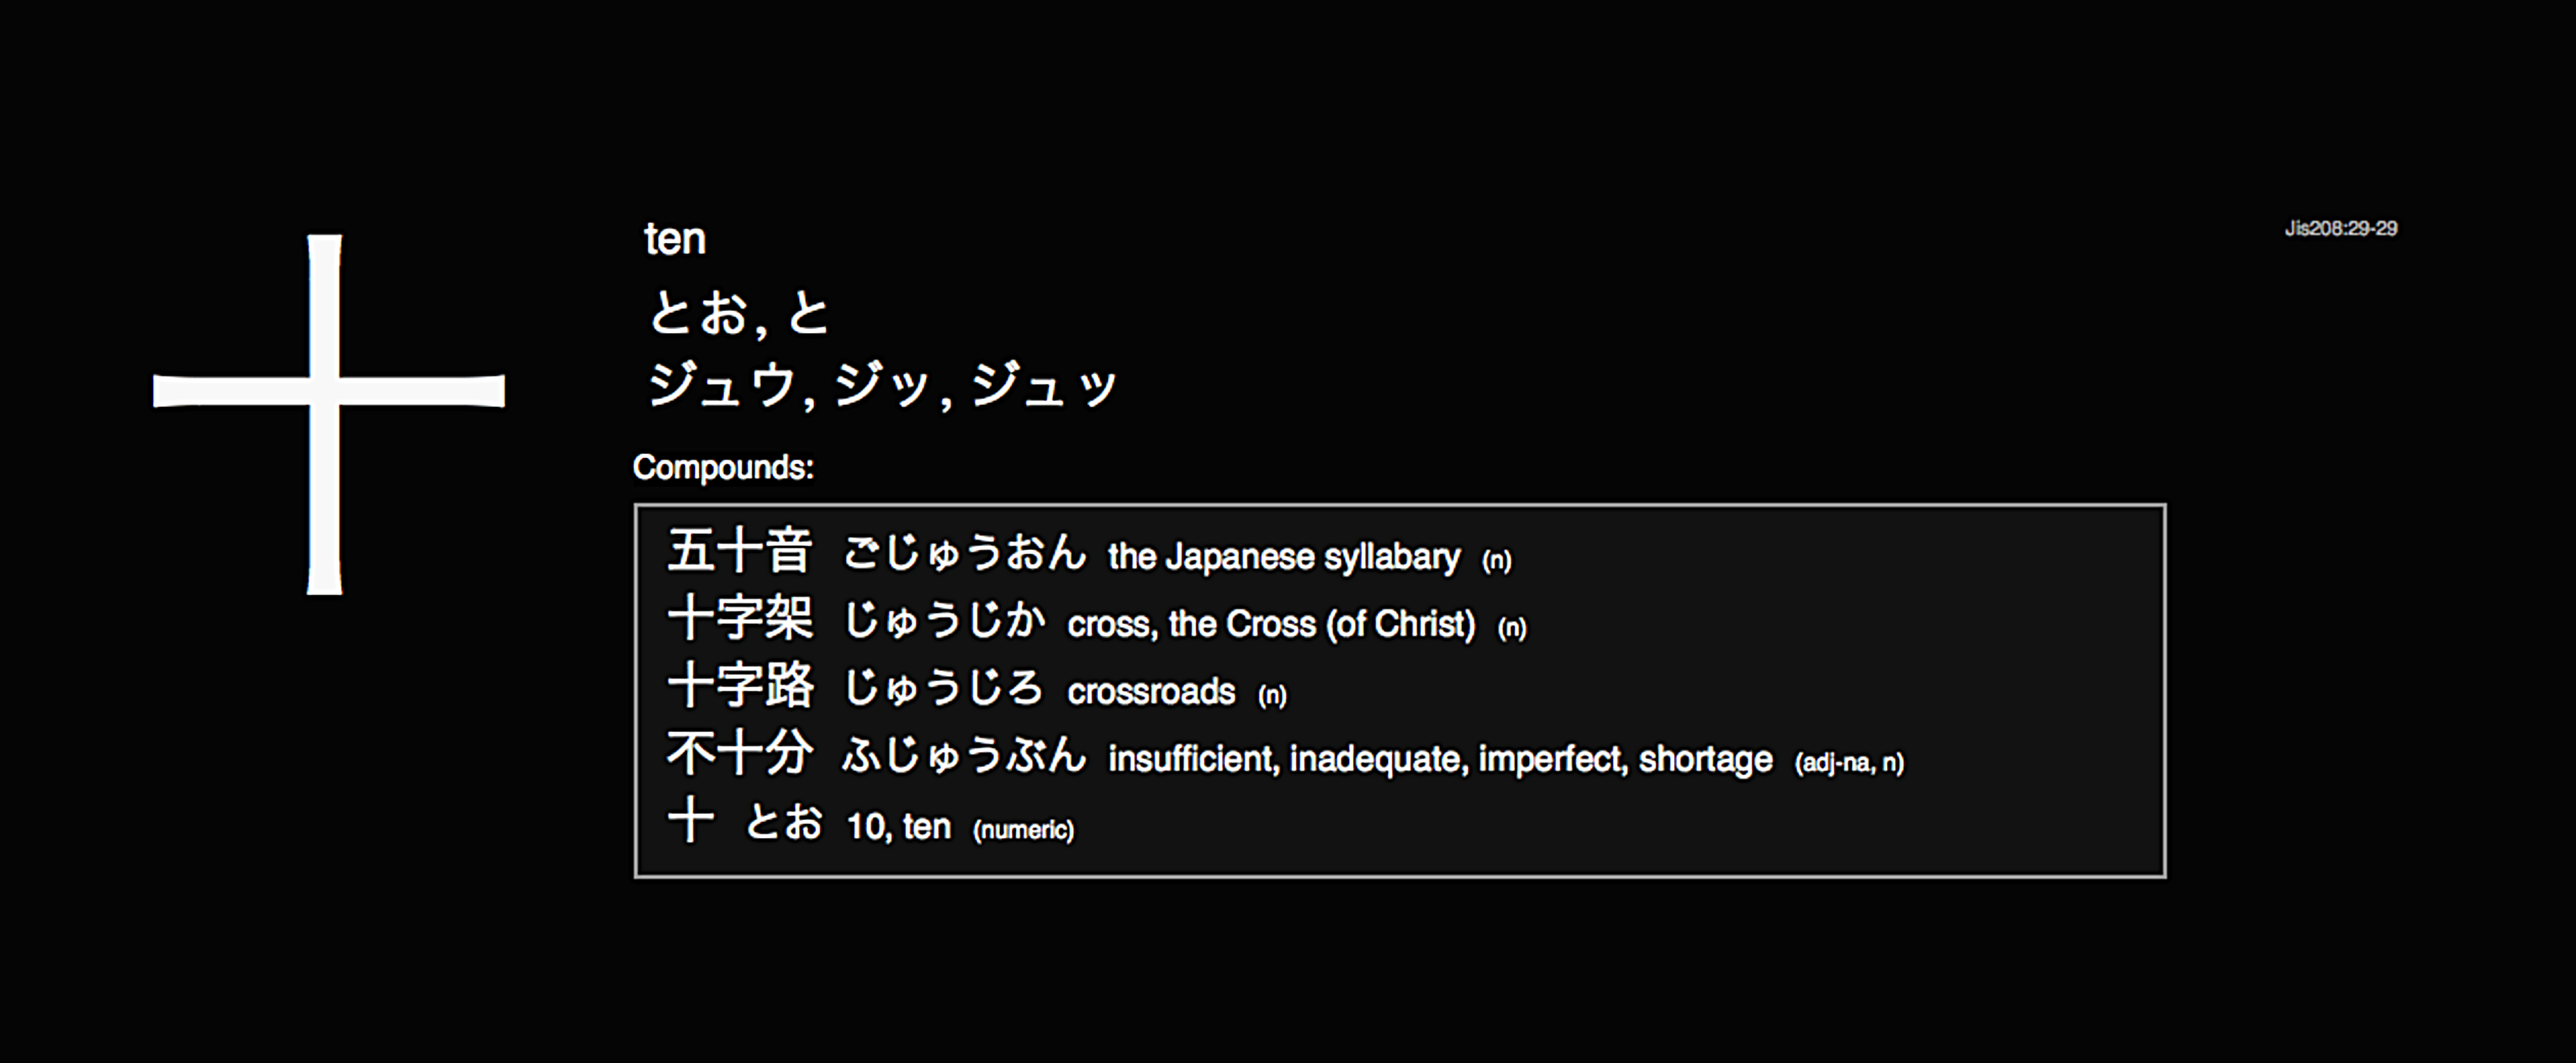 十
ten
Jis208:29-29
とお, と
ジュウ, ジッ, ジュッ
Compounds:
五十音 ごじゅうおん the Japanese syllabary (n)
十字架 じゅうじか cross, the Cross (of Christ) (n)
十字路 じゅうじろ crossroads (n)
不十分 ふじゅうぶん insufficient, inadequate, imperfect, shortage (adj-na, n)
十 とお 10, ten (numeric)